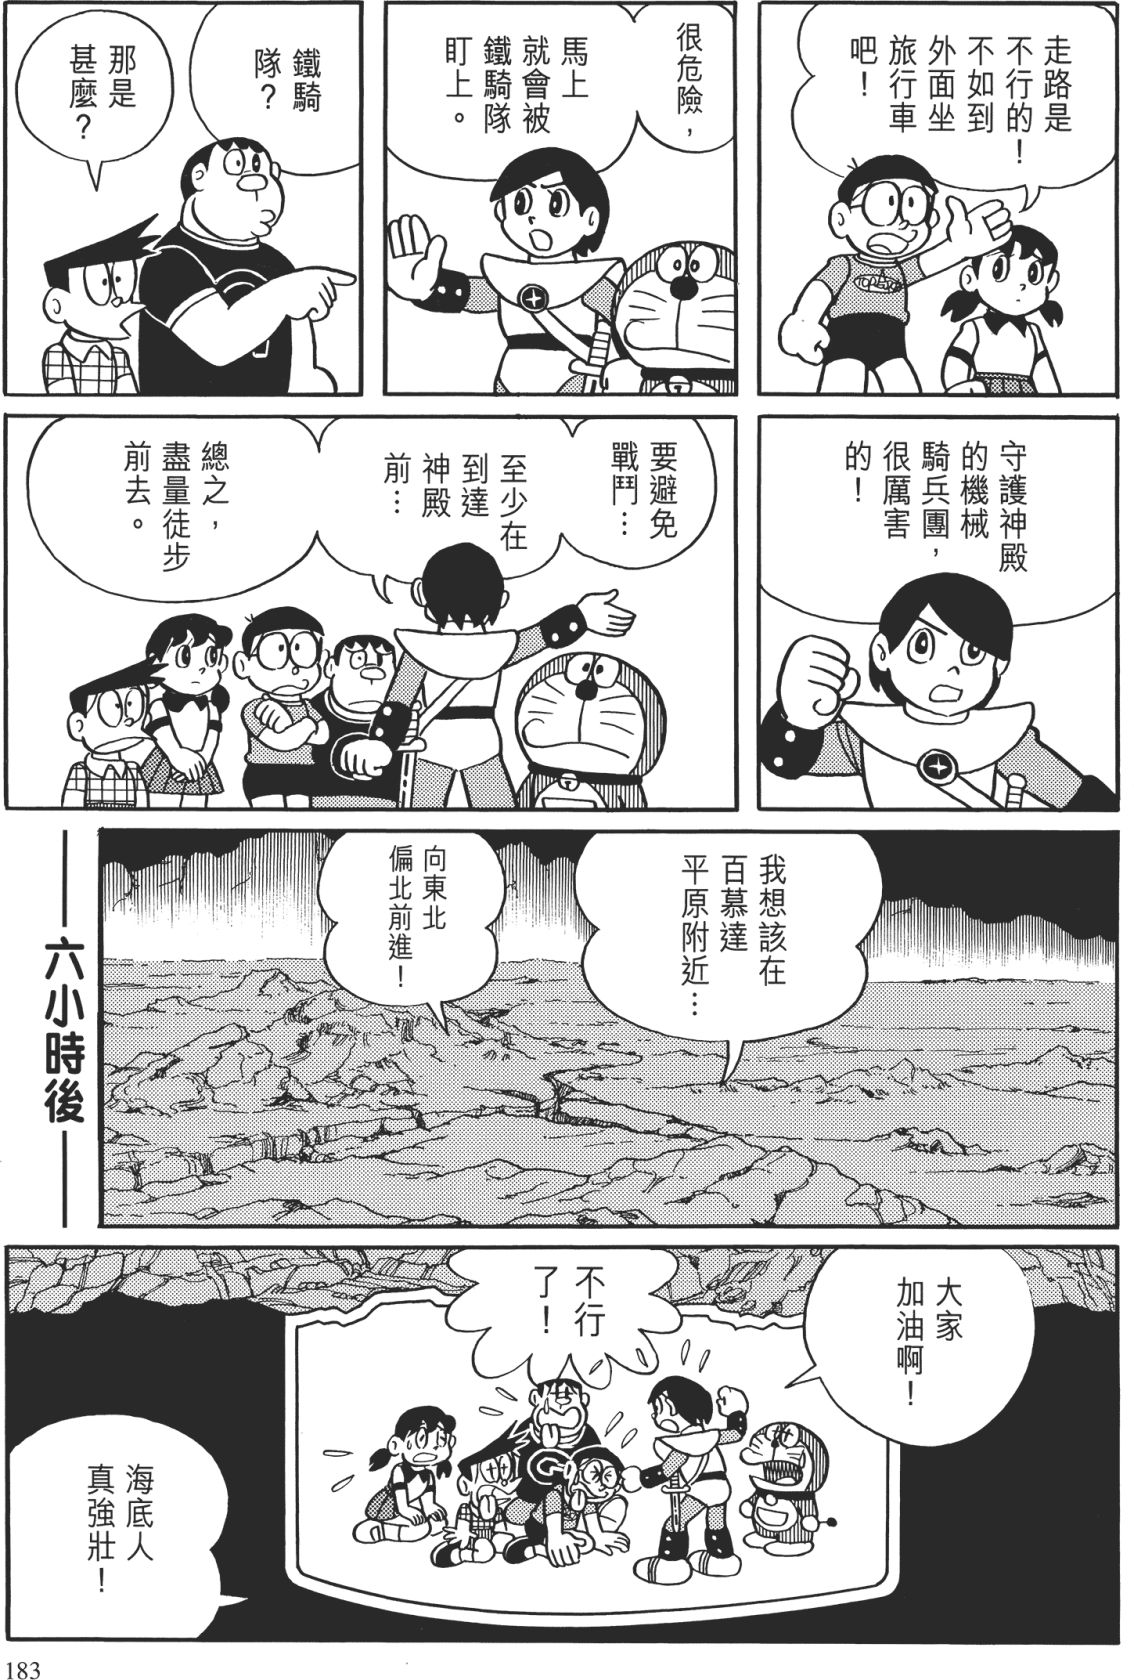 走路是
不行的！
不如到
外面坐
旅行車
吧！
很危險，
馬上
就會被
鐵騎隊
盯上。
鐵騎
隊？
那是
甚麼？
守護神殿
的機械
騎兵團，
很厲害
的！
要避免
戰鬥…
至少在
到達
神殿
前…
總之，
盡量徒步
前去。
六小時後
我想該在
百慕達
平原附近…
向東北
偏北前進！
大家
加油啊！
不行
了！
海底人
真強壯！
183